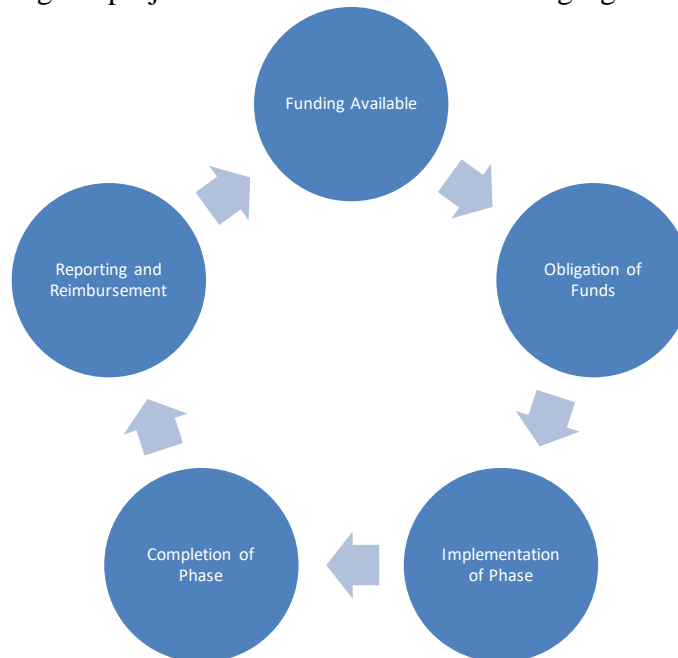 Funding Available
Obligation of
Funds
Implementation
of Phase
Completion of
Phase
Reporting and
Reimbursement